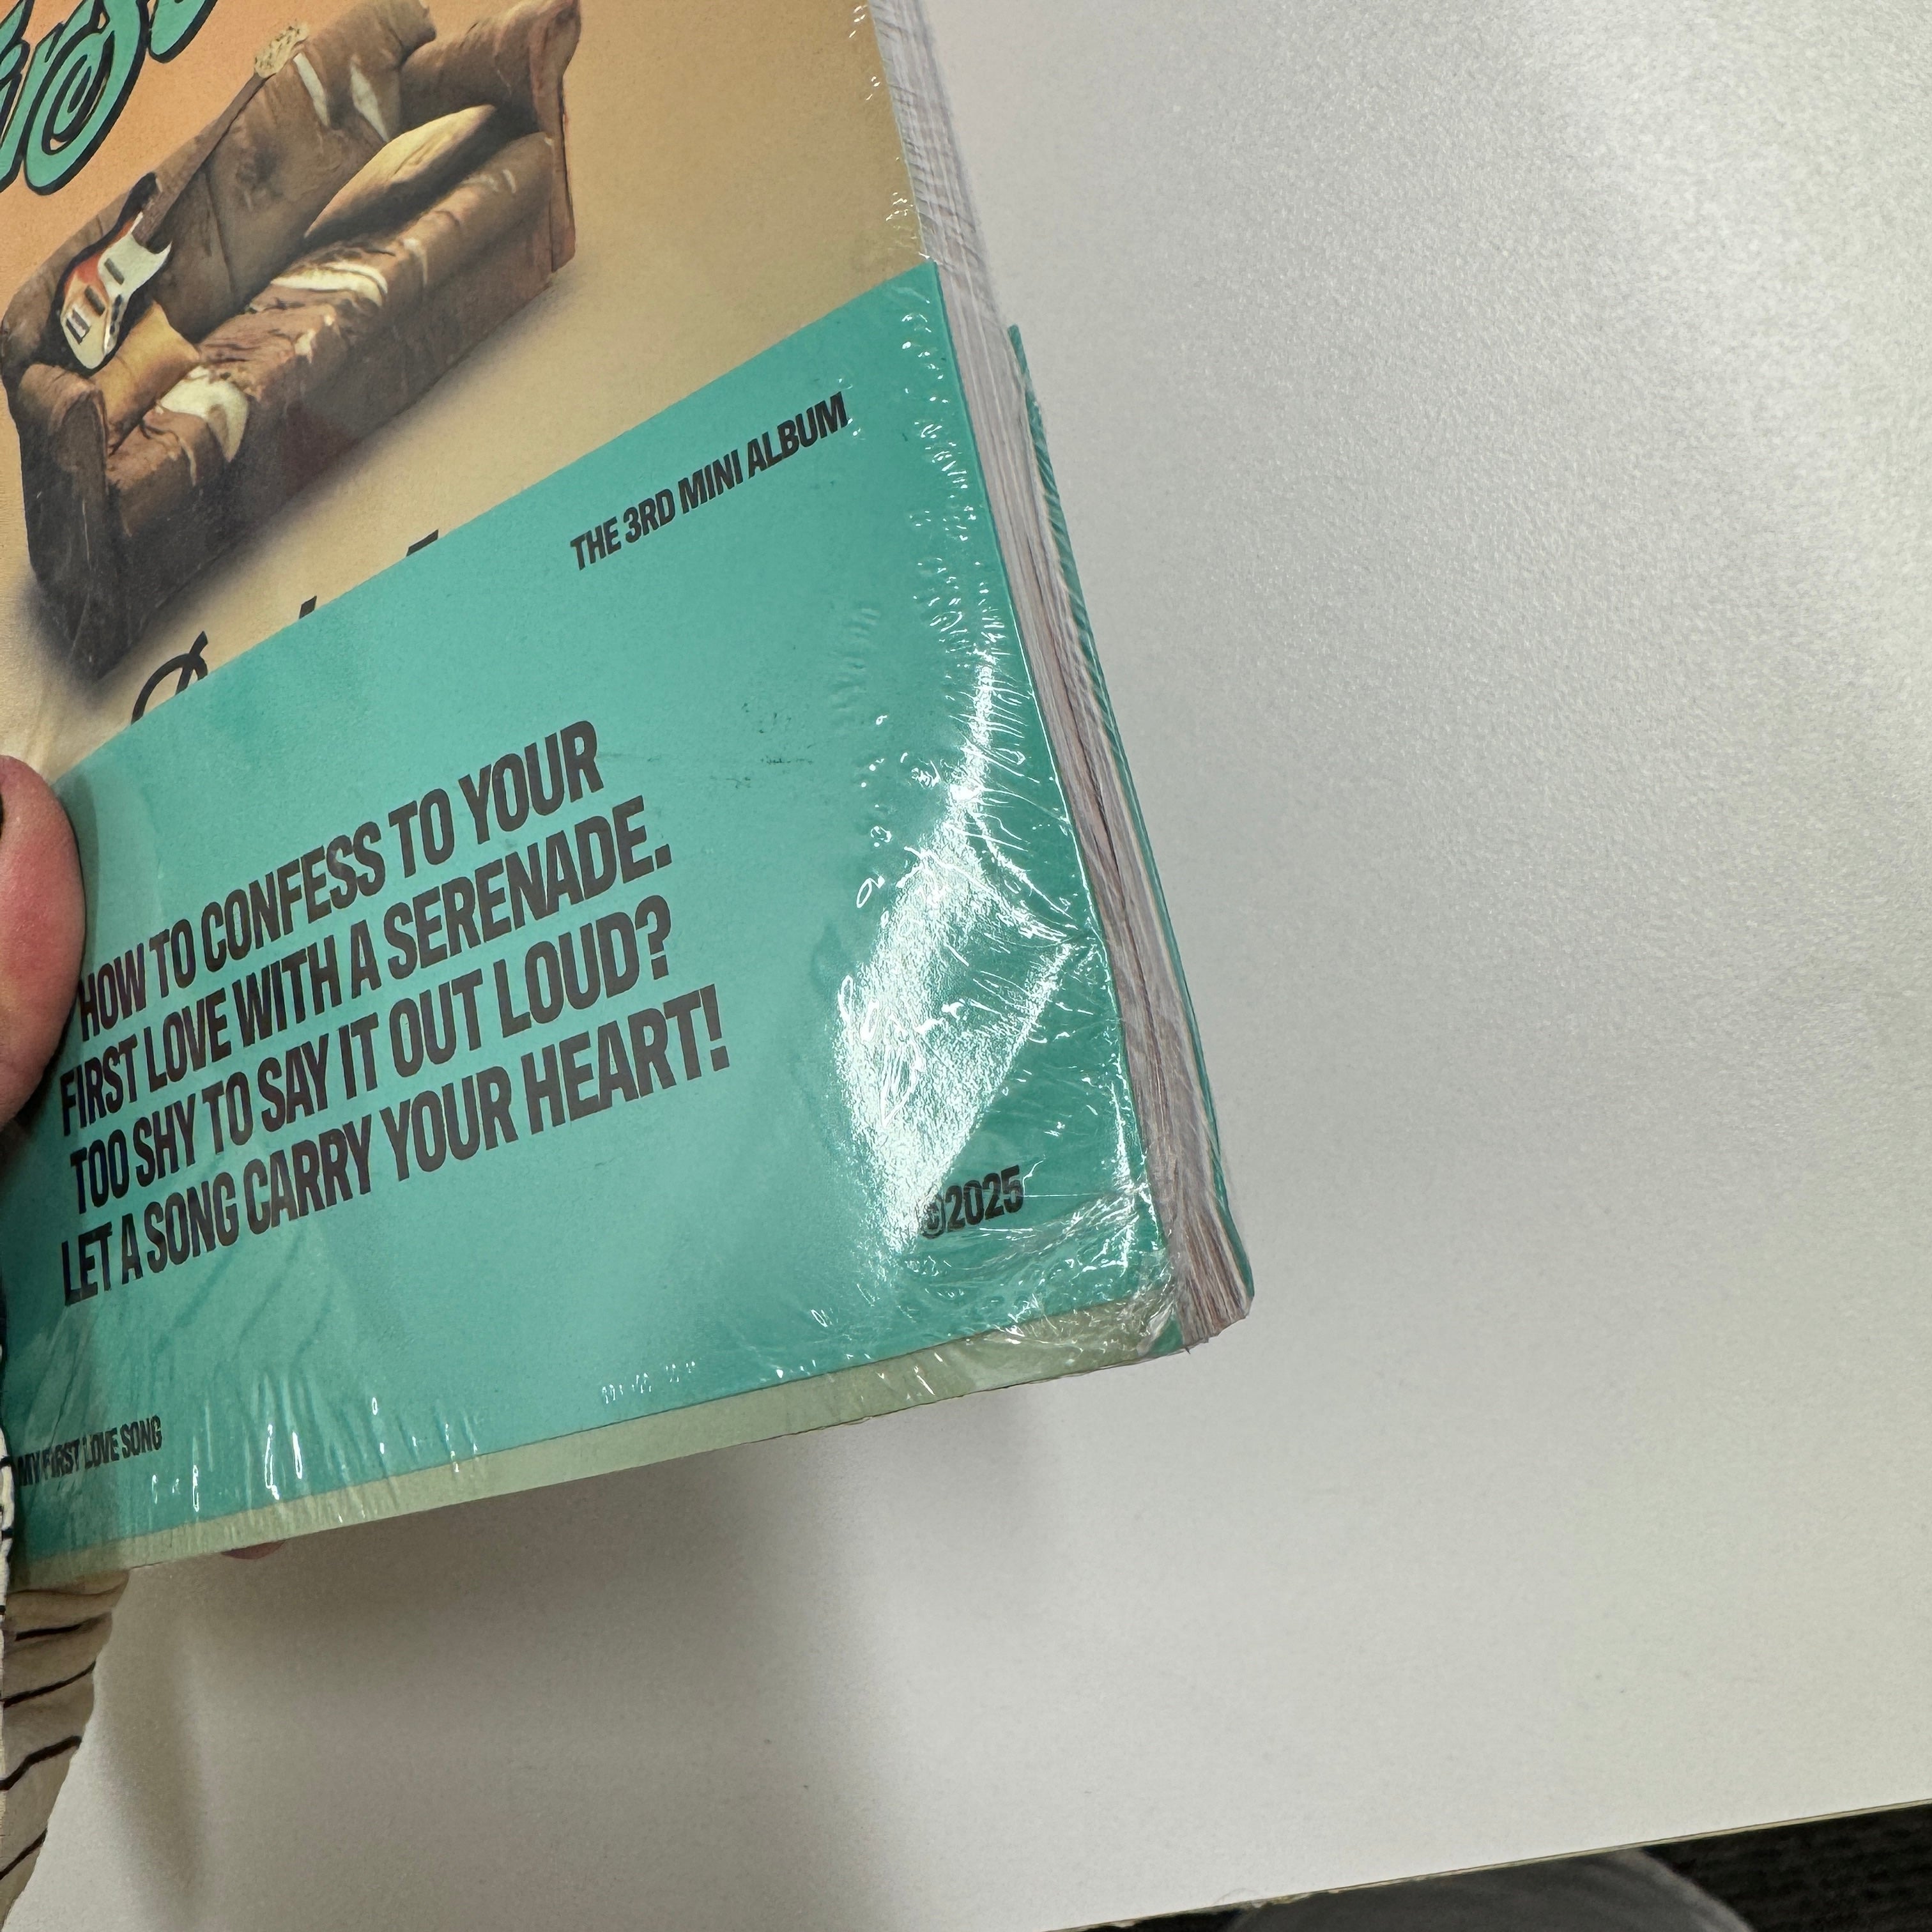 THE 3RD MINI ALBUM
HOW TO CONFESS TO YOUR
FIRST LOVE WITH A SERENADE.
TOO SHY TO SAY IT OUT LOUD?
LET A SONG CARRY YOUR HEART!
©2025
MY FIRST LOVE SONG